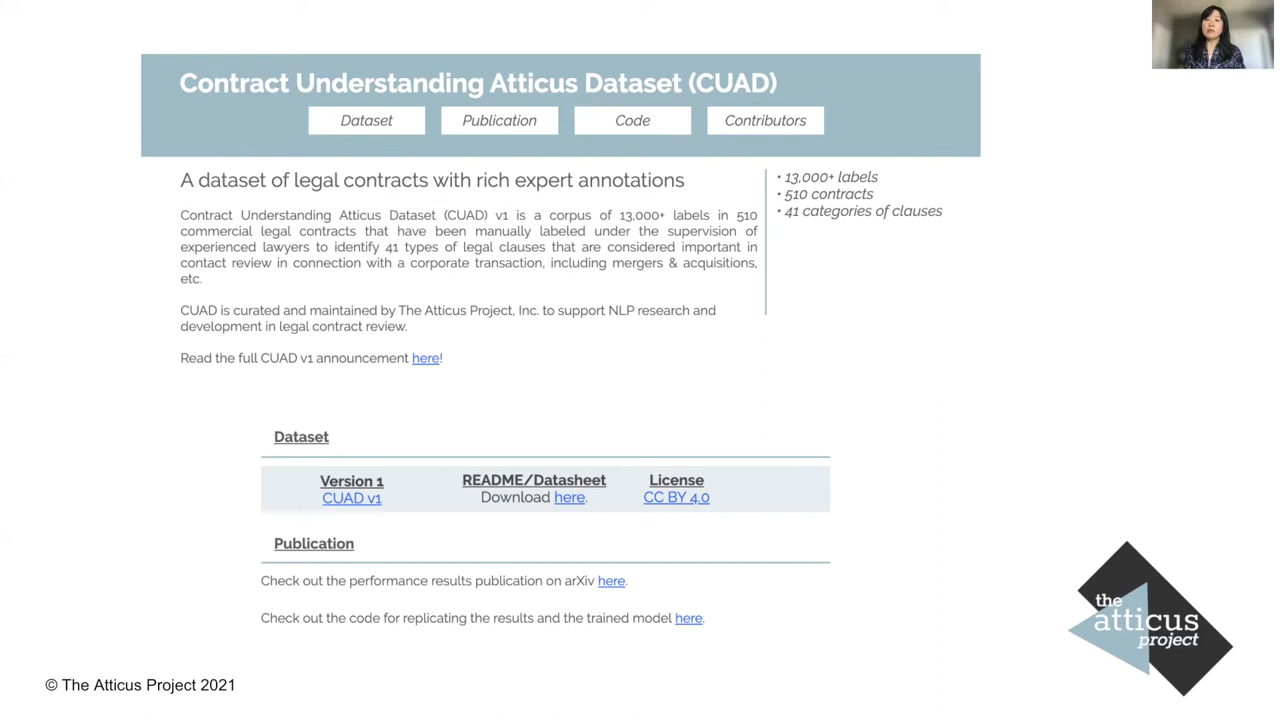 Contract Understanding Atticus Dataset (CUAD)
Dataset
Publication
Code
Contributors
A dataset of legal contracts with rich expert annotations
Contract Understanding Atticus Dataset (CUAD) v1 is a corpus of 13,000+ labels in 510
commercial legal contracts that have been manually labeled under the supervision of
experienced lawyers to identify 41 types of legal clauses that are considered important in
contact review in connection with a corporate transaction, including mergers & acquisitions,
etc.
CUAD is curated and maintained by The Atticus Project, Inc. to support NLP research and
development in legal contract review.
Read the full CUAD v1 announcement here!
• 13,000+ labels
• 510 contracts
• 41 categories of clauses
Dataset
Version 1
CUAD v1
README/Datasheet
Download here.
License
CC BY 4.0
Publication
Check out the performance results publication on arXiv here.
Check out the code for replicating the results and the trained model here.
the
atticus
project
© The Atticus Project 2021